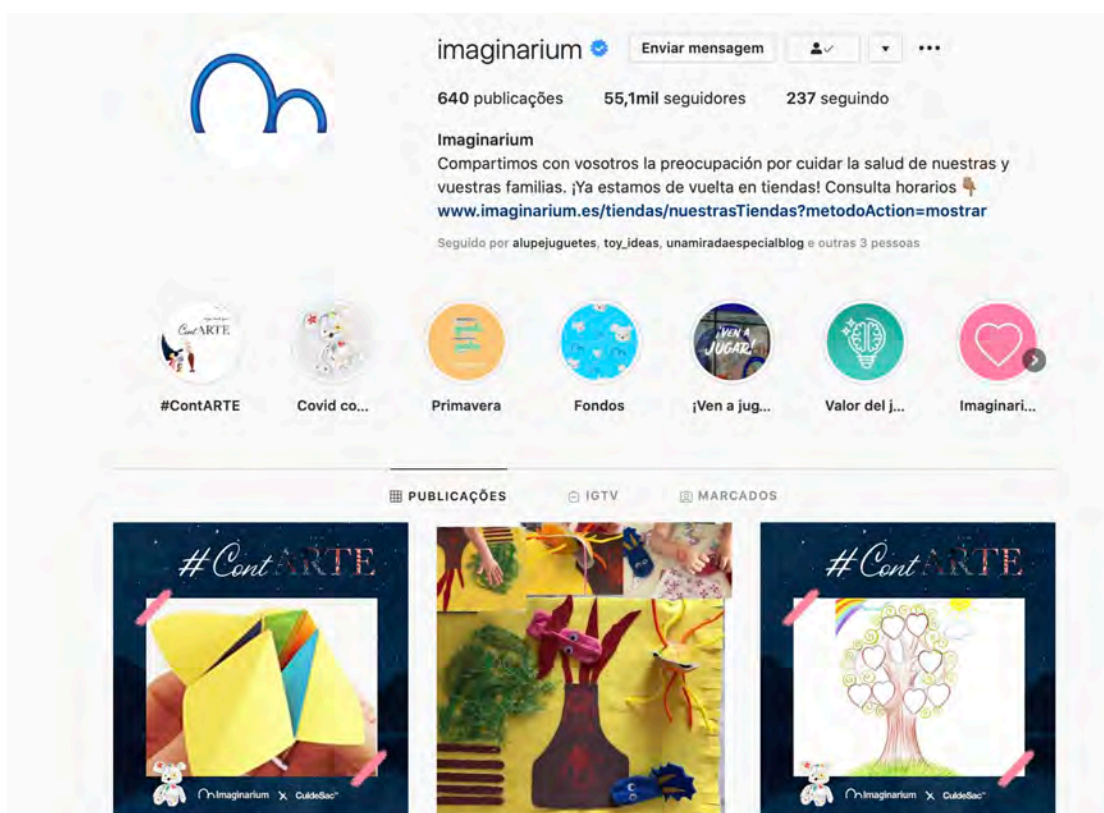 imaginarium
Enviar mensagem
640 publicações 55,1mil seguidores 237 seguindo
Imaginarium
Compartimos con vosotros la preocupación por cuidar la salud de nuestras y
vuestras familias. ¡Ya estamos de vuelta en tiendas! Consulta horarios
www.imaginarium.es/tiendas/nuestrasTiendas?metodoAction=mostrar
Seguido por alupejuguetes, toy_ideas, unamiradaespecialblog e outras 3 pessoas
ContARTE
¡VEN A
JUGAR!
#ContARTE Covid co... Primavera Fondos ¡Ven a jug... Valor del j... Imaginari...
PUBLICAÇÕES IGTV MARCADOS
#ContARTE #ContARTE
Imaginarium X CuldeSac™ Imaginarium X CuldeSac™